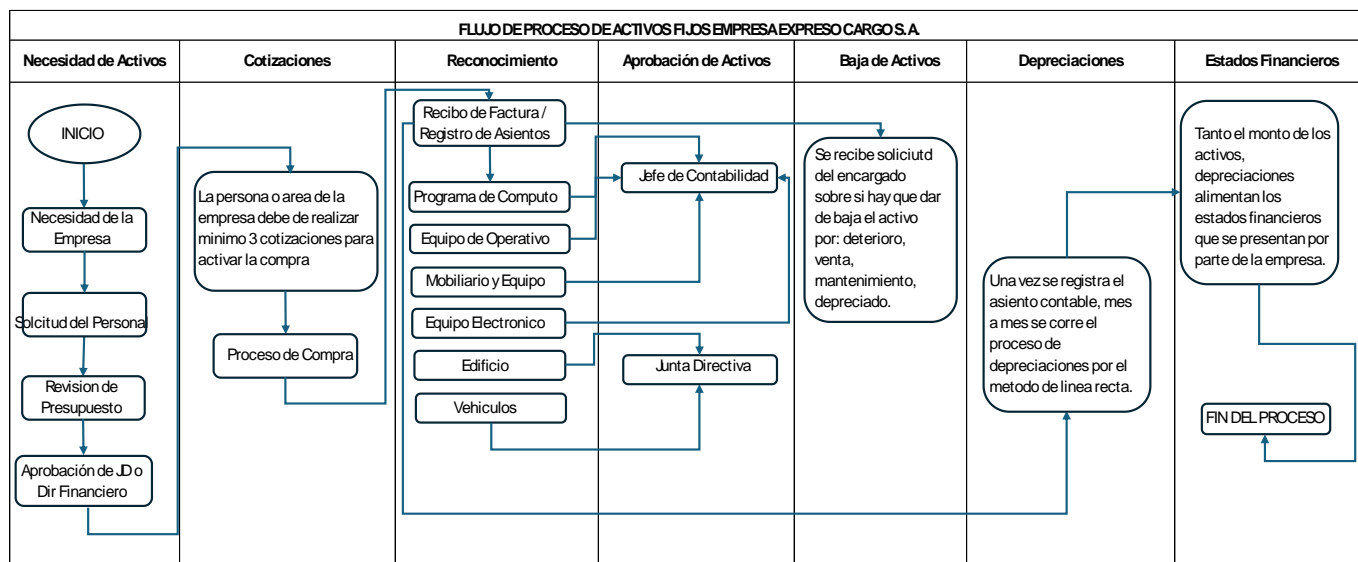 FLUJO DE PROCESO DE ACTIVOS FIJOS EMPRESA EXPRESO CARGO S. A.
Necesidad de Activos
Cotizaciones
Reconocimiento
Aprobación de Activos
Baja de Activos
Depreciaciones
Estados Financieros
INICIO
Necesidad de la
Empresa
Solcitud del Personal
Revision de
Presupuesto
Aprobación de JD o
Dir Financiero
La persona o area de la
empresa debe de realizar
minimo 3 cotizaciones para
activar la compra
Proceso de Compra
Recibo de Factura /
Registro de Asientos
Programa de Computo
Equipo de Operativo
Mobiliario y Equipo
Equipo Electronico
Edificio
Vehiculos
Jefe de Contabilidad
Junta Directiva
Se recibe soliciutd
del encargado
sobre si hay que dar
de baja el activo
por: deterioro,
venta,
mantenimiento,
depreciado.
Una vez se registra el
asiento contable, mes
a mes se corre el
proceso de
depreciaciones por el
metodo de linea recta.
Tanto el monto de los
activos,
depreciaciones
alimentan los
estados financieros
que se presentan por
parte de la empresa.
FIN DEL PROCESO